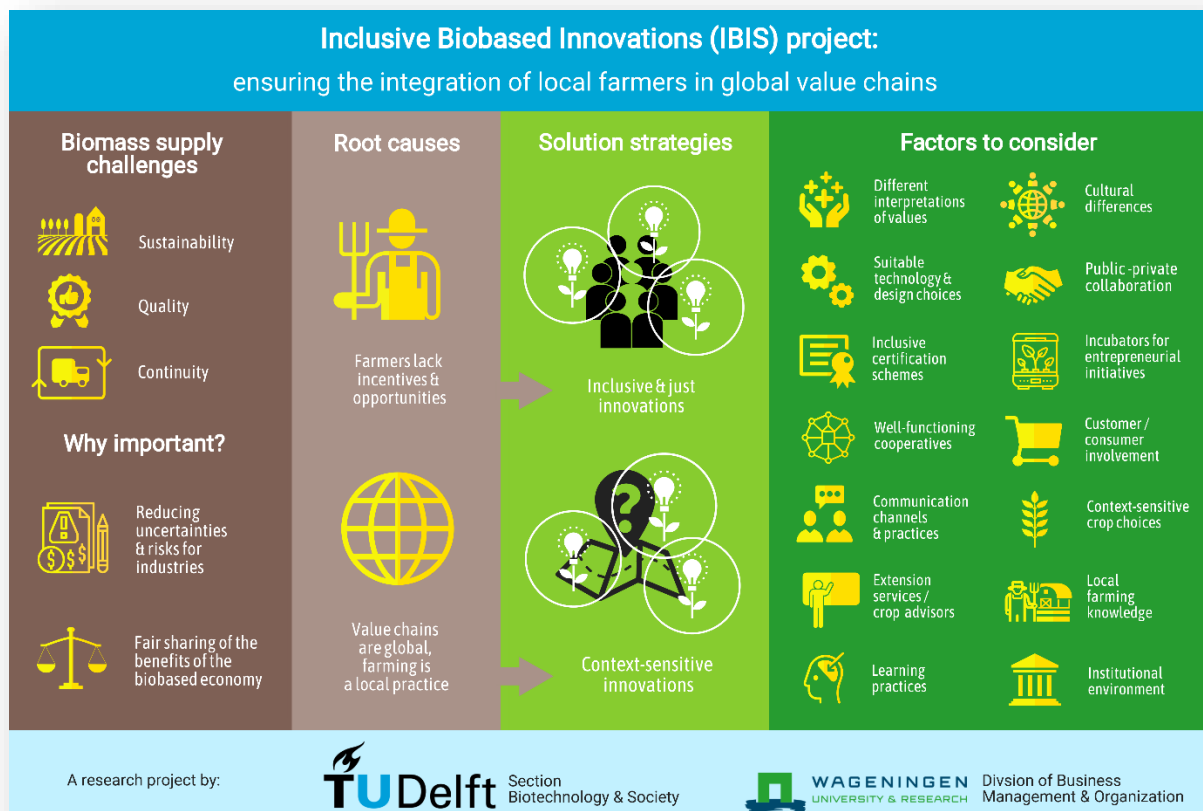 Inclusive Biobased Innovations (IBIS) project:
ensuring the integration of local farmers in global value chains
Biomass supply
challenges
Sustainability
Quality
Continuity
Why important?
Reducing
uncertainties
& risks for
industries
Fair sharing of the
benefits of the
biobased economy
Root causes
Farmers lack
incentives &
opportunities
Value chains
are global,
farming is
a local practice
Solution strategies
?
Inclusive & just
innovations
Context-sensitive
innovations
Factors to consider
Different
interpretations
of values
Cultural
differences
Suitable
technology &
design choices
Public -private
collaboration
Inclusive
certification
schemes
Incubators for
entrepreneurial
initiatives
Well-functioning
cooperatives
Customer /
consumer
involvement
Communication
channels
& practices
Context-sensitive
crop choices
Extension
services /
crop advisors
Local
farming
knowledge
Learning
practices
Institutional
environment
A research project by:
TU Delft
Section
Biotechnology & Society
WAGENINGEN
UNIVERSITY & RESEARCH
Divsion of Business
Management & Organization